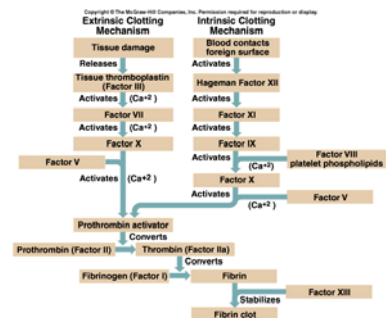 Copyright © The McGraw-Hill Companies, Inc. Permission required for reproduction or display.
Extrinsic Clotting
Mechanism
Tissue damage
Releases
Tissue thromboplastin
(Factor III)
Activates (Ca+2)
Factor VII
Activates (Ca+2)
Factor X
Factor V
Activates (Ca+2)
Intrinsic Clotting
Mechanism
Blood contacts
foreign surface
Activates
Hageman Factor XII
Activates
Factor XI
Activates
Factor IX
Activates
(Ca+2)
Factor VIII
platelet phospholipids
Factor X
Activates
(Ca+2)
Factor V
Prothrombin activator
Converts
Prothrombin (Factor II)
Thrombin (Factor IIa)
Converts
Fibrinogen (Factor I)
Fibrin
Factor XIII
Stabilizes
Fibrin clot